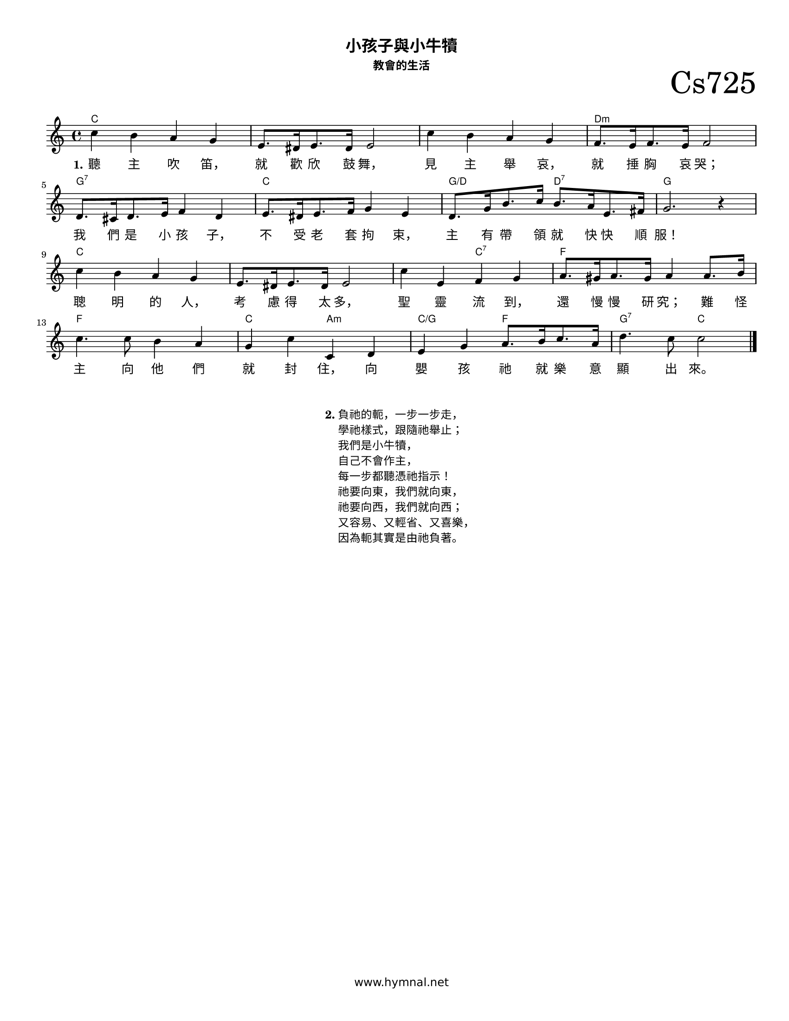 小孩子與小牛犢
教會的生活
Cs725
C Dm
1. 聽 主 吹 笛， 就 歡 欣 鼓 舞， 見 主 舉 哀， 就 捶 胸 哀 哭；
5 G7 C G/D D7 G
我 們 是 小 孩 子， 不 受 老 套 拘 束， 主 有 帶 領 就 快 快 順 服！
9 C C7 F
聰 明 的 人， 考 慮 得 太 多， 聖 靈 流 到， 還 慢 慢 研 究； 難 怪
13 F C Am C/G F G7 C
主 向 他 們 就 封 住， 向 嬰 孩 祂 就 樂 意 顯 出 來。
2. 負祂的軛，一步一步走，
學祂樣式，跟隨祂舉止；
我們是小牛犢，
自己不會作主，
每一步都聽憑祂指示！
祂要向東，我們就向東，
祂要向西，我們就向西；
又容易、又輕省、又喜樂，
因為軛其實是由祂負著。
www.hymnal.net